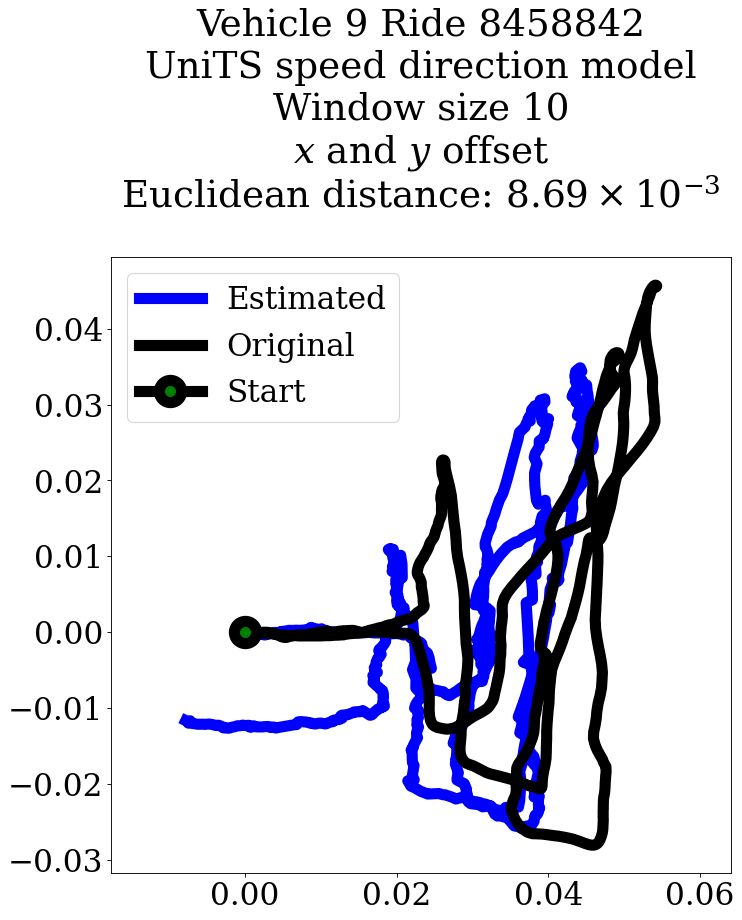 Vehicle 9 Ride 8458842
UniTS speed direction model
Window size 10
x and y offset
Euclidean distance: 8.69 × 10⁻³
Estimated
Original
Start
0.04
0.03
0.02
0.01
0.00
−0.01
−0.02
−0.03
0.00 0.02 0.04 0.06